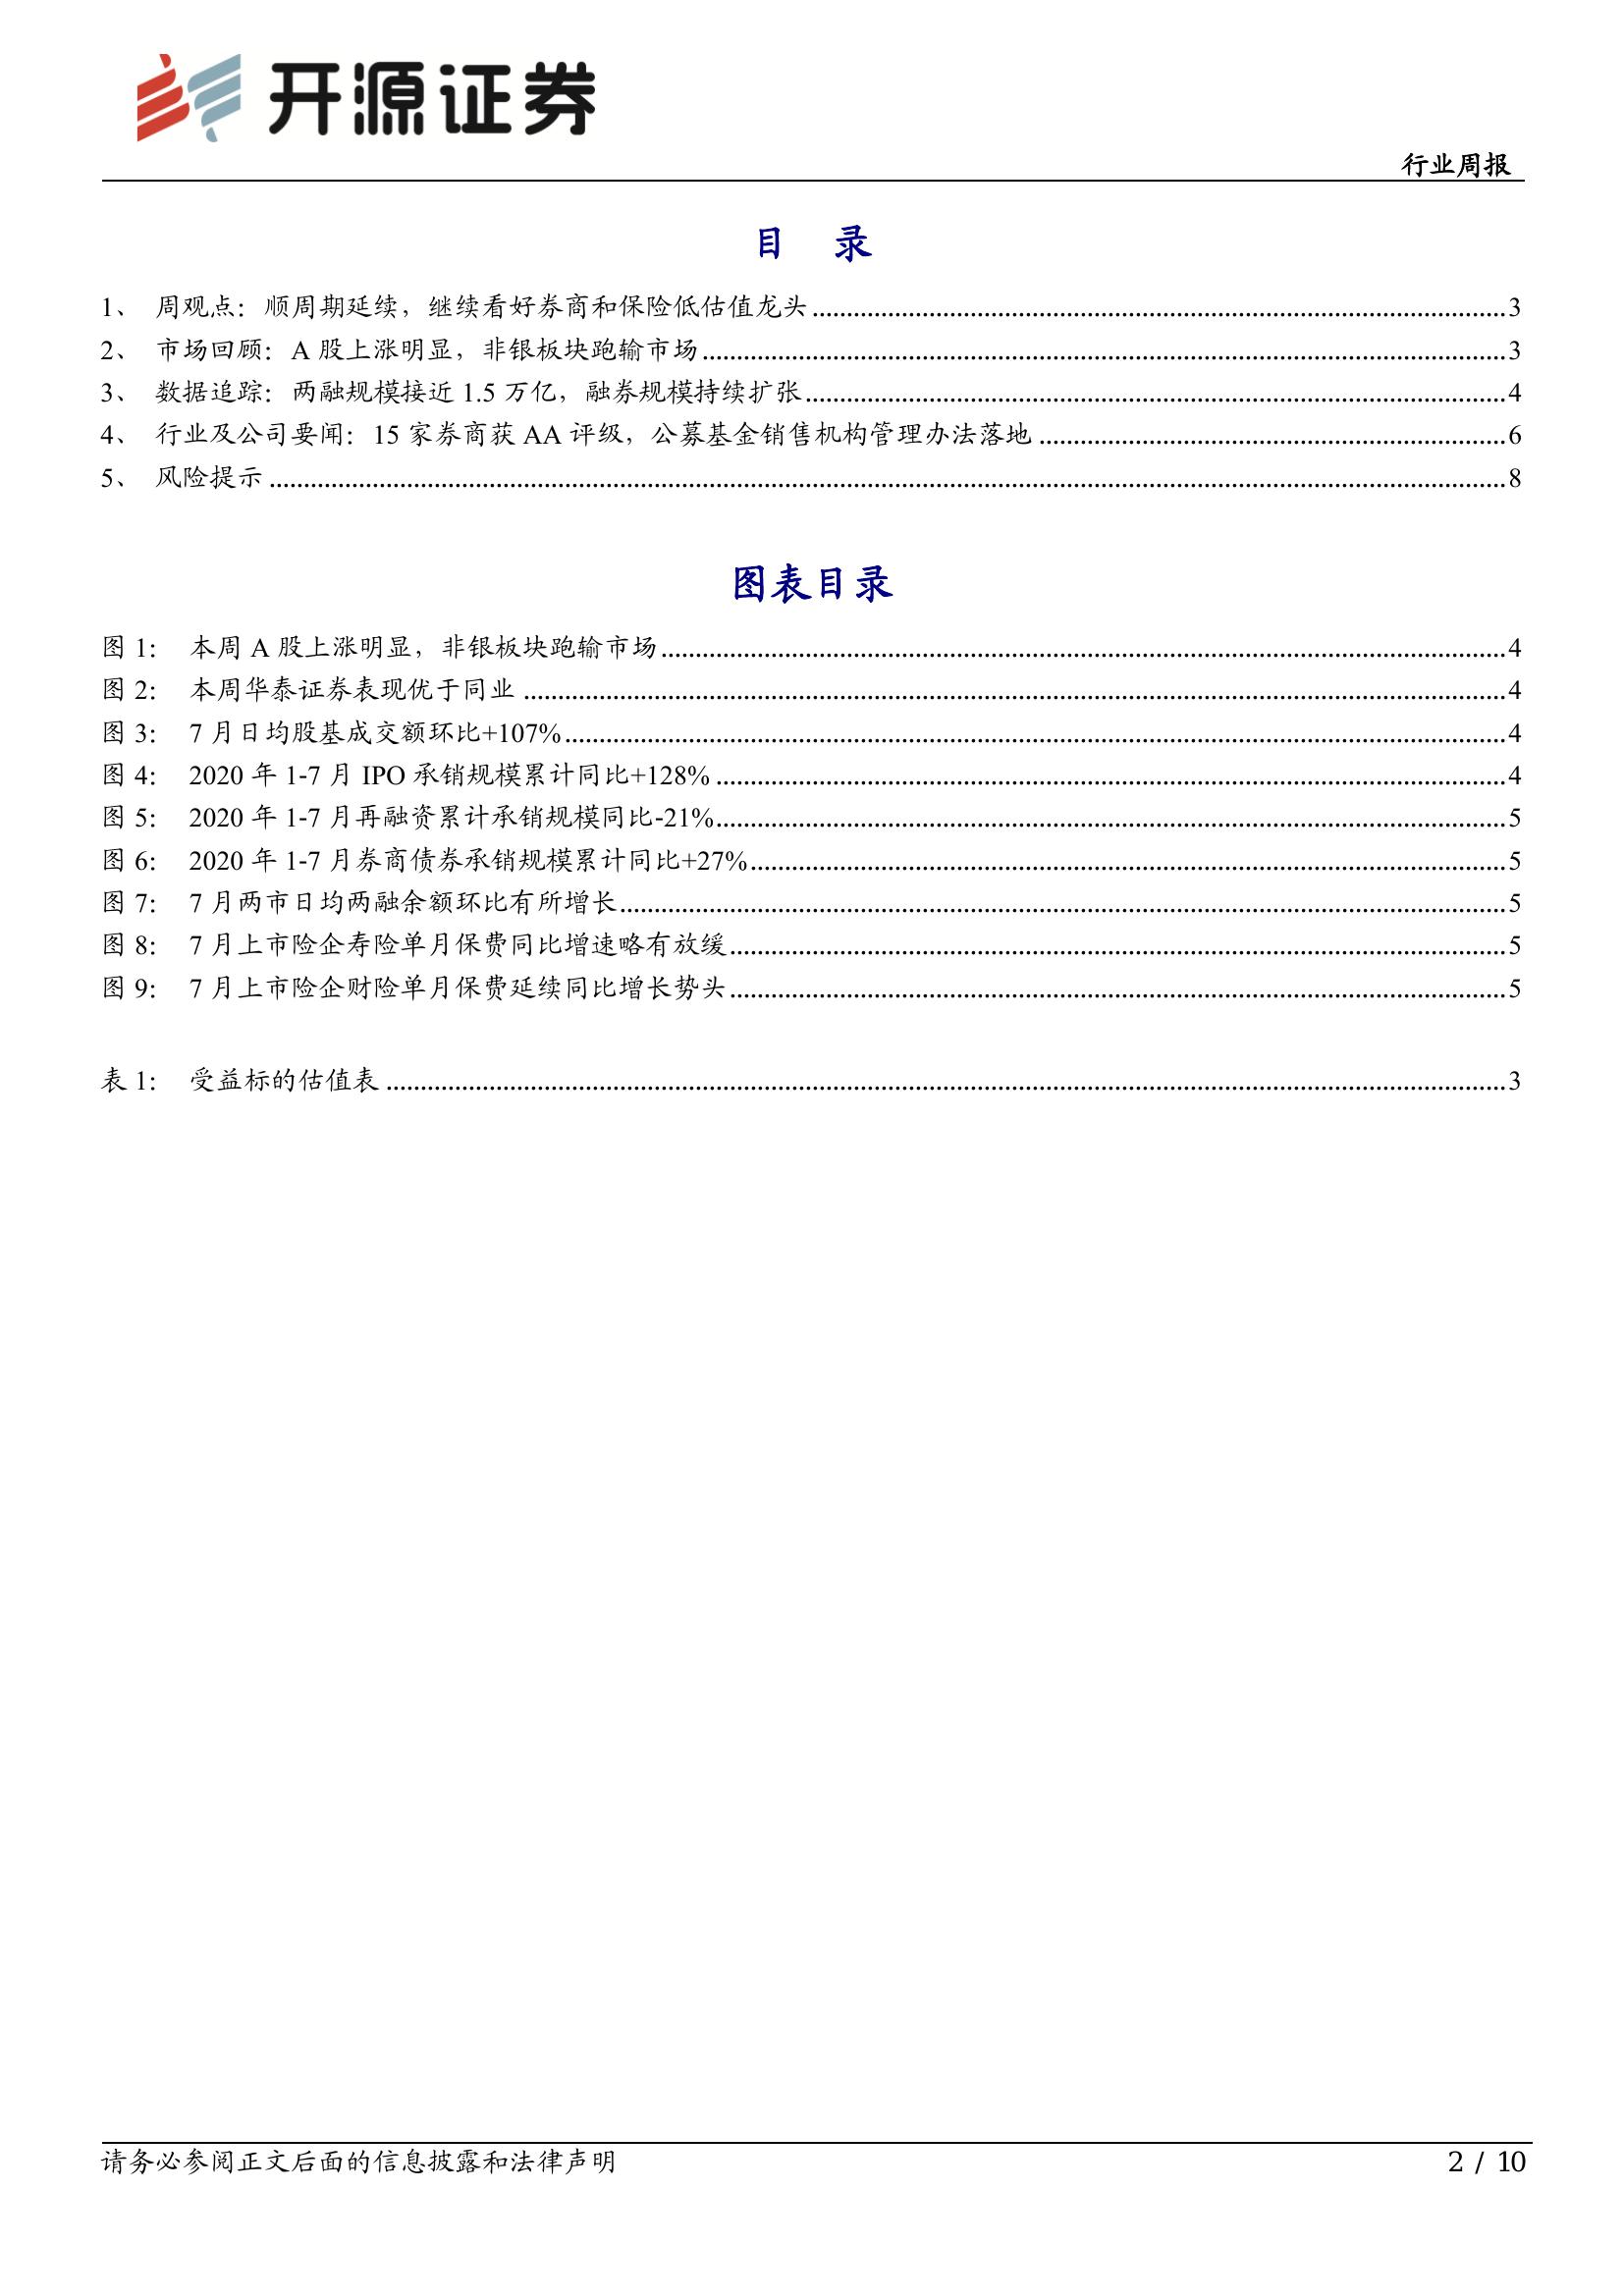 开源证券
行业周报
目 录
1、 周观点：顺周期延续，继续看好券商和保险低估值龙头 ........ 3
2、 市场回顾：A 股上涨明显，非银板块跑输市场 ........ 3
3、 数据追踪：两融规模接近 1.5 万亿，融券规模持续扩张 ........ 4
4、 行业及公司要闻：15 家券商获 AA 评级，公募基金销售机构管理办法落地 ........ 6
5、 风险提示 ........ 8
图表目录
图 1： 本周 A 股上涨明显，非银板块跑输市场 ........ 4
图 2： 本周华泰证券表现优于同业 ........ 4
图 3： 7 月日均股基成交额环比+107% ........ 4
图 4： 2020 年 1-7 月 IPO 承销规模累计同比+128% ........ 4
图 5： 2020 年 1-7 月再融资累计承销规模同比-21% ........ 5
图 6： 2020 年 1-7 月券商债券承销规模累计同比+27% ........ 5
图 7： 7 月两市日均两融余额环比有所增长 ........ 5
图 8： 7 月上市险企寿险单月保费同比增速略有放缓 ........ 5
图 9： 7 月上市险企财险单月保费延续同比增长势头 ........ 5
表 1： 受益标的估值表 ........ 3
请务必参阅正文后面的信息披露和法律声明
2 / 10